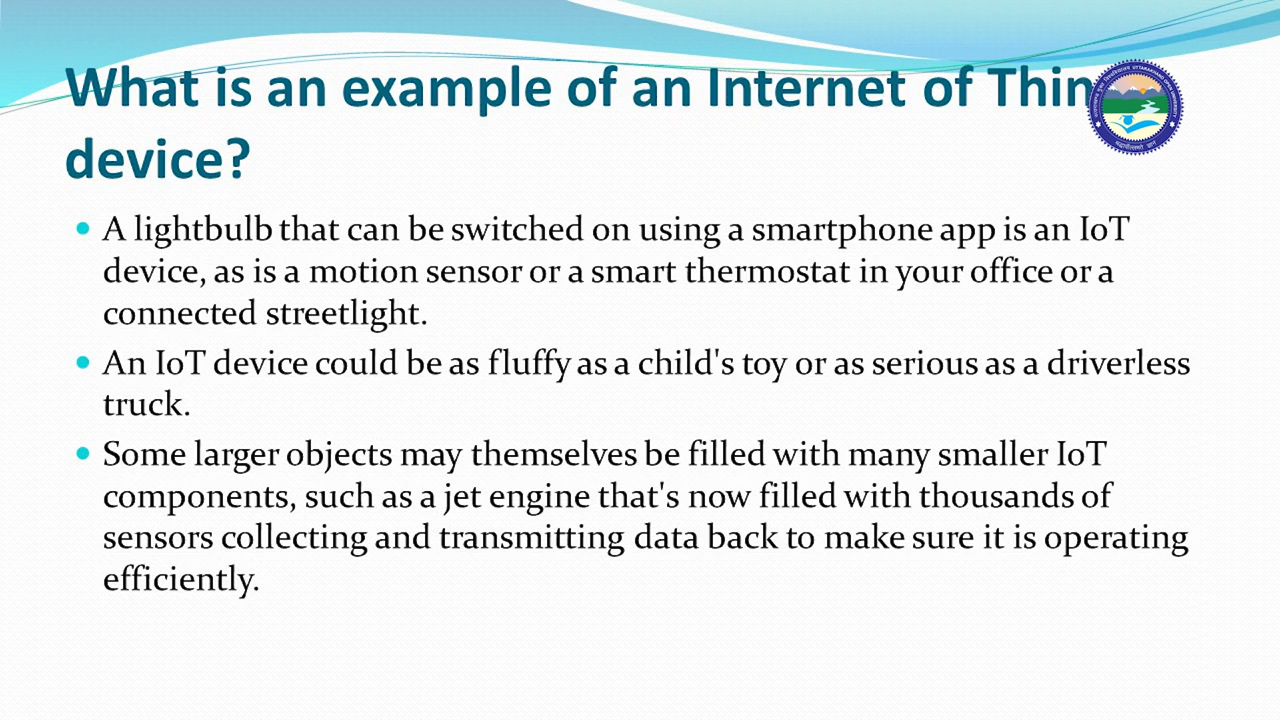 What is an example of an Internet of Thin
device?
A lightbulb that can be switched on using a smartphone app is an IoT
device, as is a motion sensor or a smart thermostat in your office or a
connected streetlight.
An IoT device could be as fluffy as a child's toy or as serious as a driverless
truck.
Some larger objects may themselves be filled with many smaller IoT
components, such as a jet engine that's now filled with thousands of
sensors collecting and transmitting data back to make sure it is operating
efficiently.